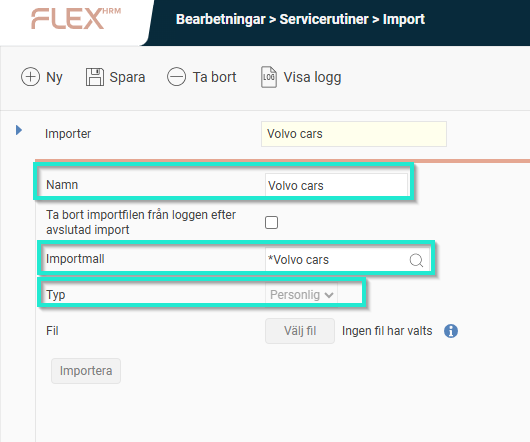 FLEX HRM
Bearbetningar > Servicerutiner > Import
Ny Spara Ta bort LOG Visa logg
Importer Volvo cars
Namn Volvo cars
Ta bort importfilen från loggen efter
avslutad import
Importmall *Volvo cars
Typ Personlig
Fil Välj fil Ingen fil har valts
Importera